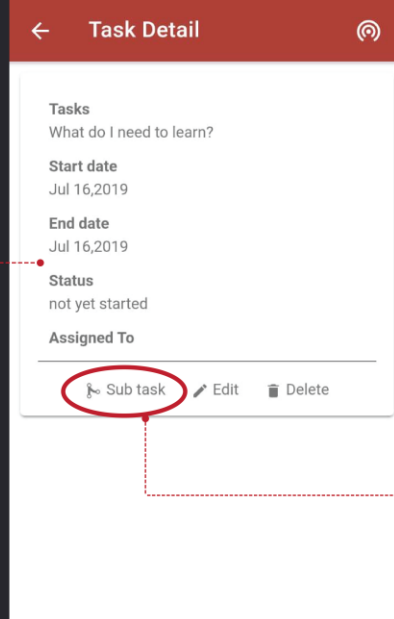 Task Detail
Tasks
What do I need to learn?
Start date
Jul 16,2019
End date
Jul 16,2019
Status
not yet started
Assigned To
Sub task Edit Delete